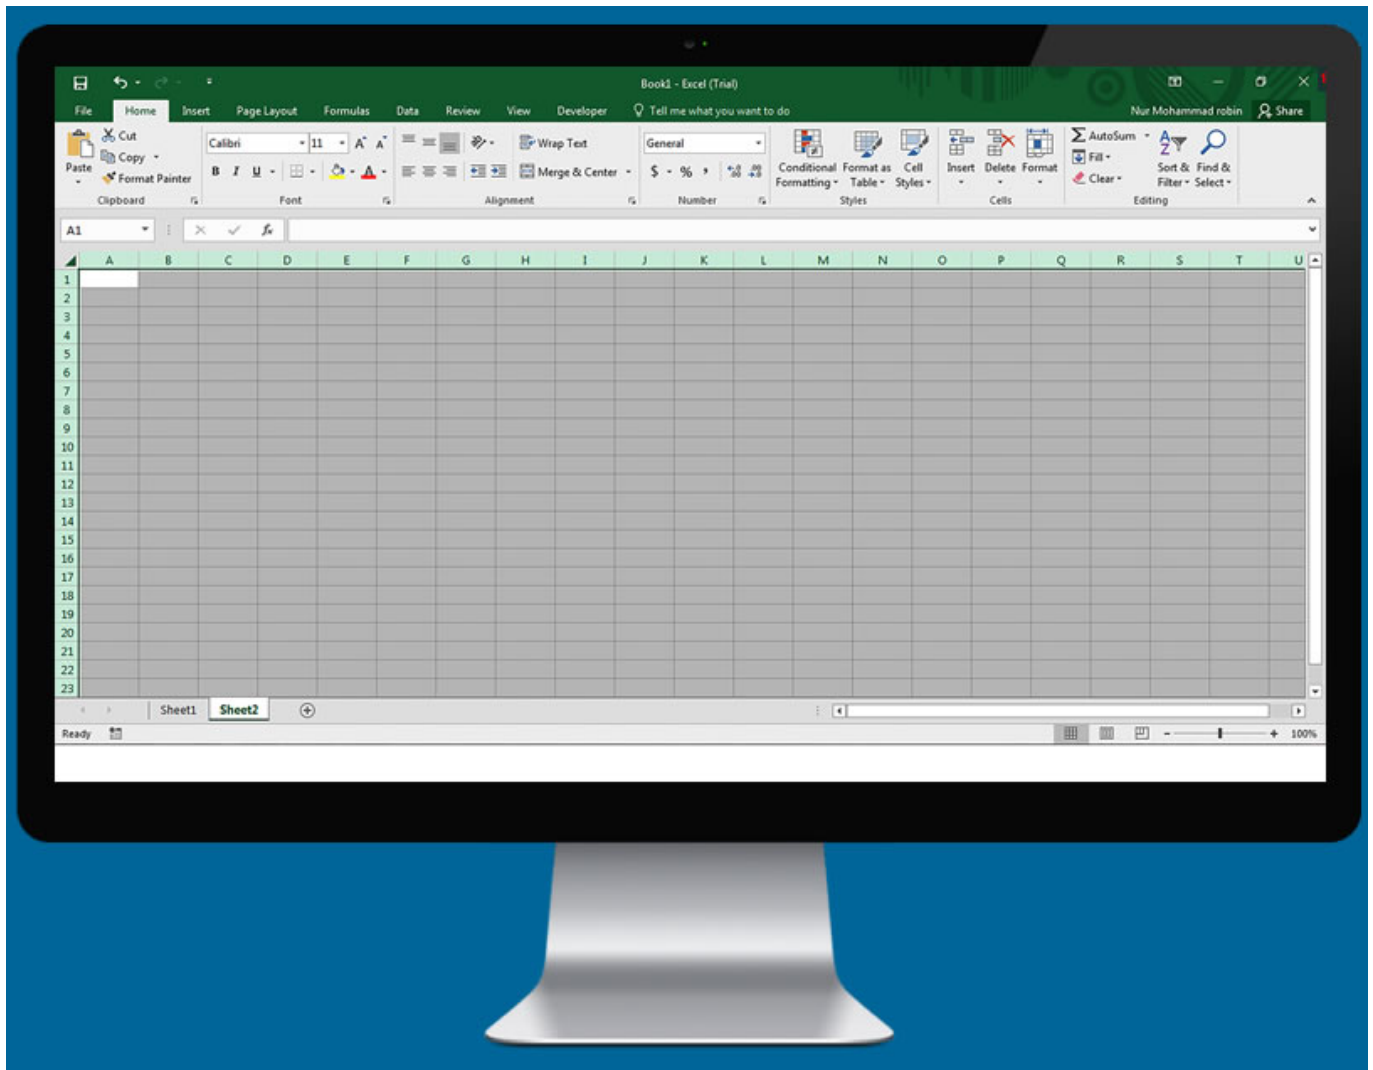 Book1 - Excel (Trial)
File Home Insert Page Layout Formulas Data Review View Developer Tell me what you want to do Nur Mohammad robin Share
Cut
Copy
Format Painter
Paste
Clipboard
Calibri 11
B I U
Font
Wrap Text
Merge & Center
Alignment
General
$ % ,
Number
Conditional Formatting
Format as Table
Cell Styles
Styles
Insert Delete Format
Cells
AutoSum
Fill
Clear
Sort & Filter
Find & Select
Editing
A1 fx
A B C D E F G H I J K L M N O P Q R S T U
1
2
3
4
5
6
7
8
9
10
11
12
13
14
15
16
17
18
19
20
21
22
23
Sheet1 Sheet2
Ready 100%